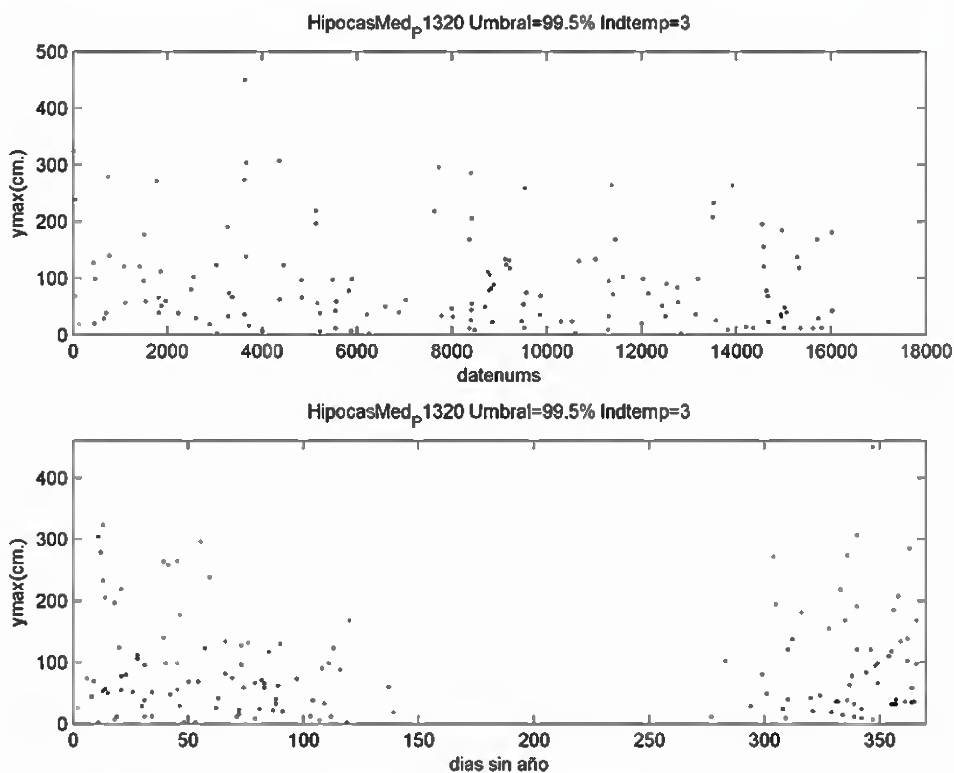 HipocasMed_p1320 Umbral=99.5% Indtemp=3
500
400
300
200
100
0
ymax(cm.)
0 2000 4000 6000 8000 10000 12000 14000 16000 18000
datenums
HipocasMed_p1320 Umbral=99.5% Indtemp=3
400
300
200
100
0
ymax(cm.)
0 50 100 150 200 250 300 350
dias sin año